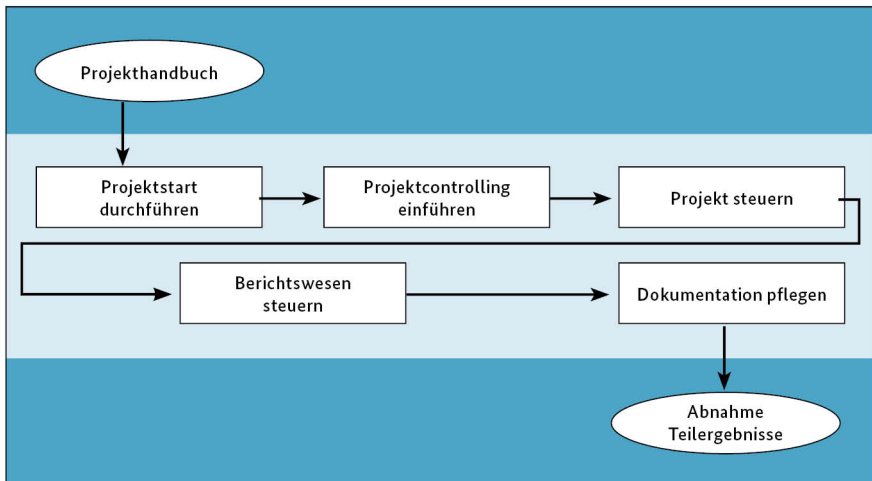 Projekthandbuch
Projektstart
durchführen
Projektcontrolling
einführen
Projekt steuern
Berichtswesen
steuern
Dokumentation pflegen
Abnahme
Teilergebnisse